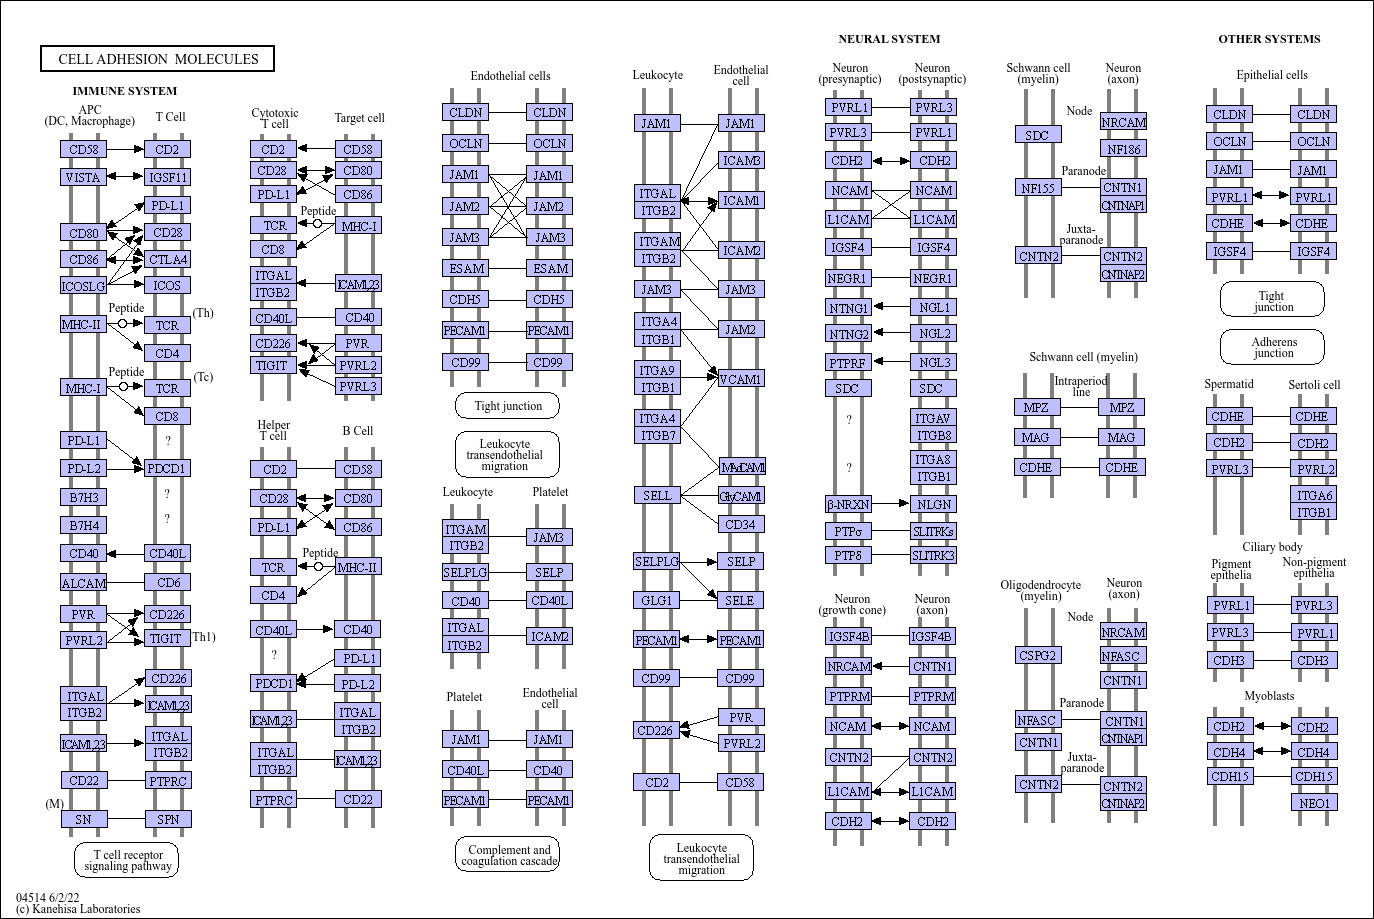 CELL ADHESION MOLECULES
IMMUNE SYSTEM
APC
(DC, Macrophage)
T Cell
CD58
CD2
VISTA
IGSF11
PD-L1
CD80
CD28
CD86
CTLA4
ICOSLG
ICOS
Peptide
(Th)
MHC-II
TCR
CD4
Peptide
(Tc)
MHC-I
TCR
CD8
PD-L1
?
PD-L2
PDCD1
B7H3
?
B7H4
?
CD40
CD40L
ALCAM
CD6
PVR
CD226
PVRL2
TIGIT
Th1)
CD226
ITGAL
ITGB2
ICAM1,2,3
ICAM1,2,3
ITGAL
ITGB2
CD22
PTPRC
(M)
SN
SPN
T cell receptor
signaling pathway
04514 6/2/22
(c) Kanehisa Laboratories
Cytotoxic
T cell
Target cell
CD2
CD58
CD28
CD80
PD-L1
CD86
Peptide
TCR
MHC-I
CD8
ITGAL
ITGB2
ICAM1,2,3
CD40L
CD40
CD226
PVR
TIGIT
PVRL2
PVRL3
Helper
T cell
B Cell
CD2
CD58
CD28
CD80
PD-L1
CD86
Peptide
TCR
MHC-II
CD4
CD40L
CD40
?
PD-L1
PDCD1
PD-L2
ICAM1,2,3
ITGAL
ITGB2
ITGAL
ITGB2
ICAM1,2,3
PTPRC
CD22
Endothelial cells
CLDN
CLDN
OCLN
OCLN
JAM1
JAM1
JAM2
JAM2
JAM3
JAM3
ESAM
ESAM
CDH5
CDH5
PECAM1
PECAM1
CD99
CD99
Tight junction
Leukocyte
transendothelial
migration
Leukocyte
Platelet
ITGAM
ITGB2
JAM3
SELPLG
SELP
CD40
CD40L
ITGAL
ITGB2
ICAM2
Platelet
Endothelial
cell
JAM1
JAM1
CD40L
CD40
PECAM1
PECAM1
Complement and
coagulation cascade
Leukocyte
Endothelial
cell
JAM1
JAM1
ICAM3
ITGAL
ITGB2
ICAM1
ITGAM
ITGB2
ICAM2
JAM3
JAM3
ITGA4
ITGB1
JAM2
ITGA9
ITGB1
VCAM1
ITGA4
ITGB7
MAdCAM1
SELL
GlyCAM1
CD34
SELPLG
SELP
GLG1
SELE
PECAM1
PECAM1
CD99
CD99
PVR
CD226
PVRL2
CD2
CD58
Leukocyte
transendothelial
migration
NEURAL SYSTEM
Neuron
(presynaptic)
Neuron
(postsynaptic)
PVRL1
PVRL3
PVRL3
PVRL1
CDH2
CDH2
NCAM
NCAM
L1CAM
L1CAM
IGSF4
IGSF4
NEGR1
NEGR1
NTNG1
NGL1
NTNG2
NGL2
PTPRF
NGL3
SDC
SDC
?
ITGAV
ITGB8
?
ITGA8
ITGB1
β-NRXN
NLGN
PTPσ
SLITRKs
PTPδ
SLITRK3
Neuron
(growth cone)
Neuron
(axon)
IGSF4B
IGSF4B
NRCAM
CNTN1
PTPRM
PTPRM
NCAM
NCAM
CNTN2
CNTN2
L1CAM
L1CAM
CDH2
CDH2
Schwann cell
(myelin)
Neuron
(axon)
Node
NRCAM
SDC
NF186
Paranode
NF155
CNTN1
CNTNAP1
Juxta-
paranode
CNTN2
CNTN2
CNTNAP2
Schwann cell (myelin)
Intraperiod
line
MPZ
MPZ
MAG
MAG
CDHE
CDHE
Oligodendrocyte
(myelin)
Neuron
(axon)
Node
NRCAM
CSPG2
NFASC
CNTN1
Paranode
NFASC
CNTN1
CNTNAP1
CNTN1
Juxta-
paranode
CNTN2
CNTN2
CNTNAP2
OTHER SYSTEMS
Epithelial cells
CLDN
CLDN
OCLN
OCLN
JAM1
JAM1
PVRL1
PVRL1
CDHE
CDHE
IGSF4
IGSF4
Tight
junction
Adherens
junction
Spermatid
Sertoli cell
CDHE
CDHE
CDH2
CDH2
PVRL3
PVRL2
ITGA6
ITGB1
Ciliary body
Pigment
epithelia
Non-pigment
epithelia
PVRL1
PVRL3
PVRL3
PVRL1
CDH3
CDH3
Myoblasts
CDH2
CDH2
CDH4
CDH4
CDH15
CDH15
NEO1